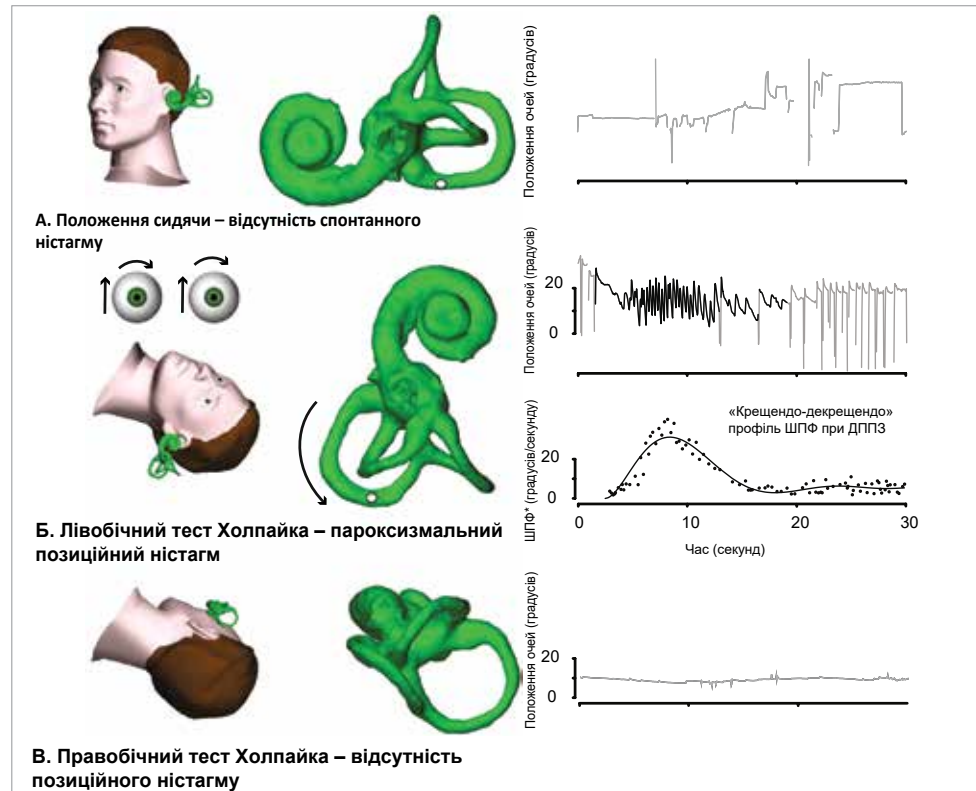 Положення очей (градусів)
А. Положення сидячи – відсутність спонтанного
ністагму
Положення очей (градусів)
20
10
0
ШПФ* (градусів/секунду)
«Крещендо-декрещендо»
профіль ШПФ при ДППЗ
20
0
0
10
20
30
Час (секунд)
Б. Лівобічний тест Холпайка – пароксизмальний
позиційний ністагм
Положення очей (градусів)
20
10
0
В. Правобічний тест Холпайка – відсутність
позиційного ністагму